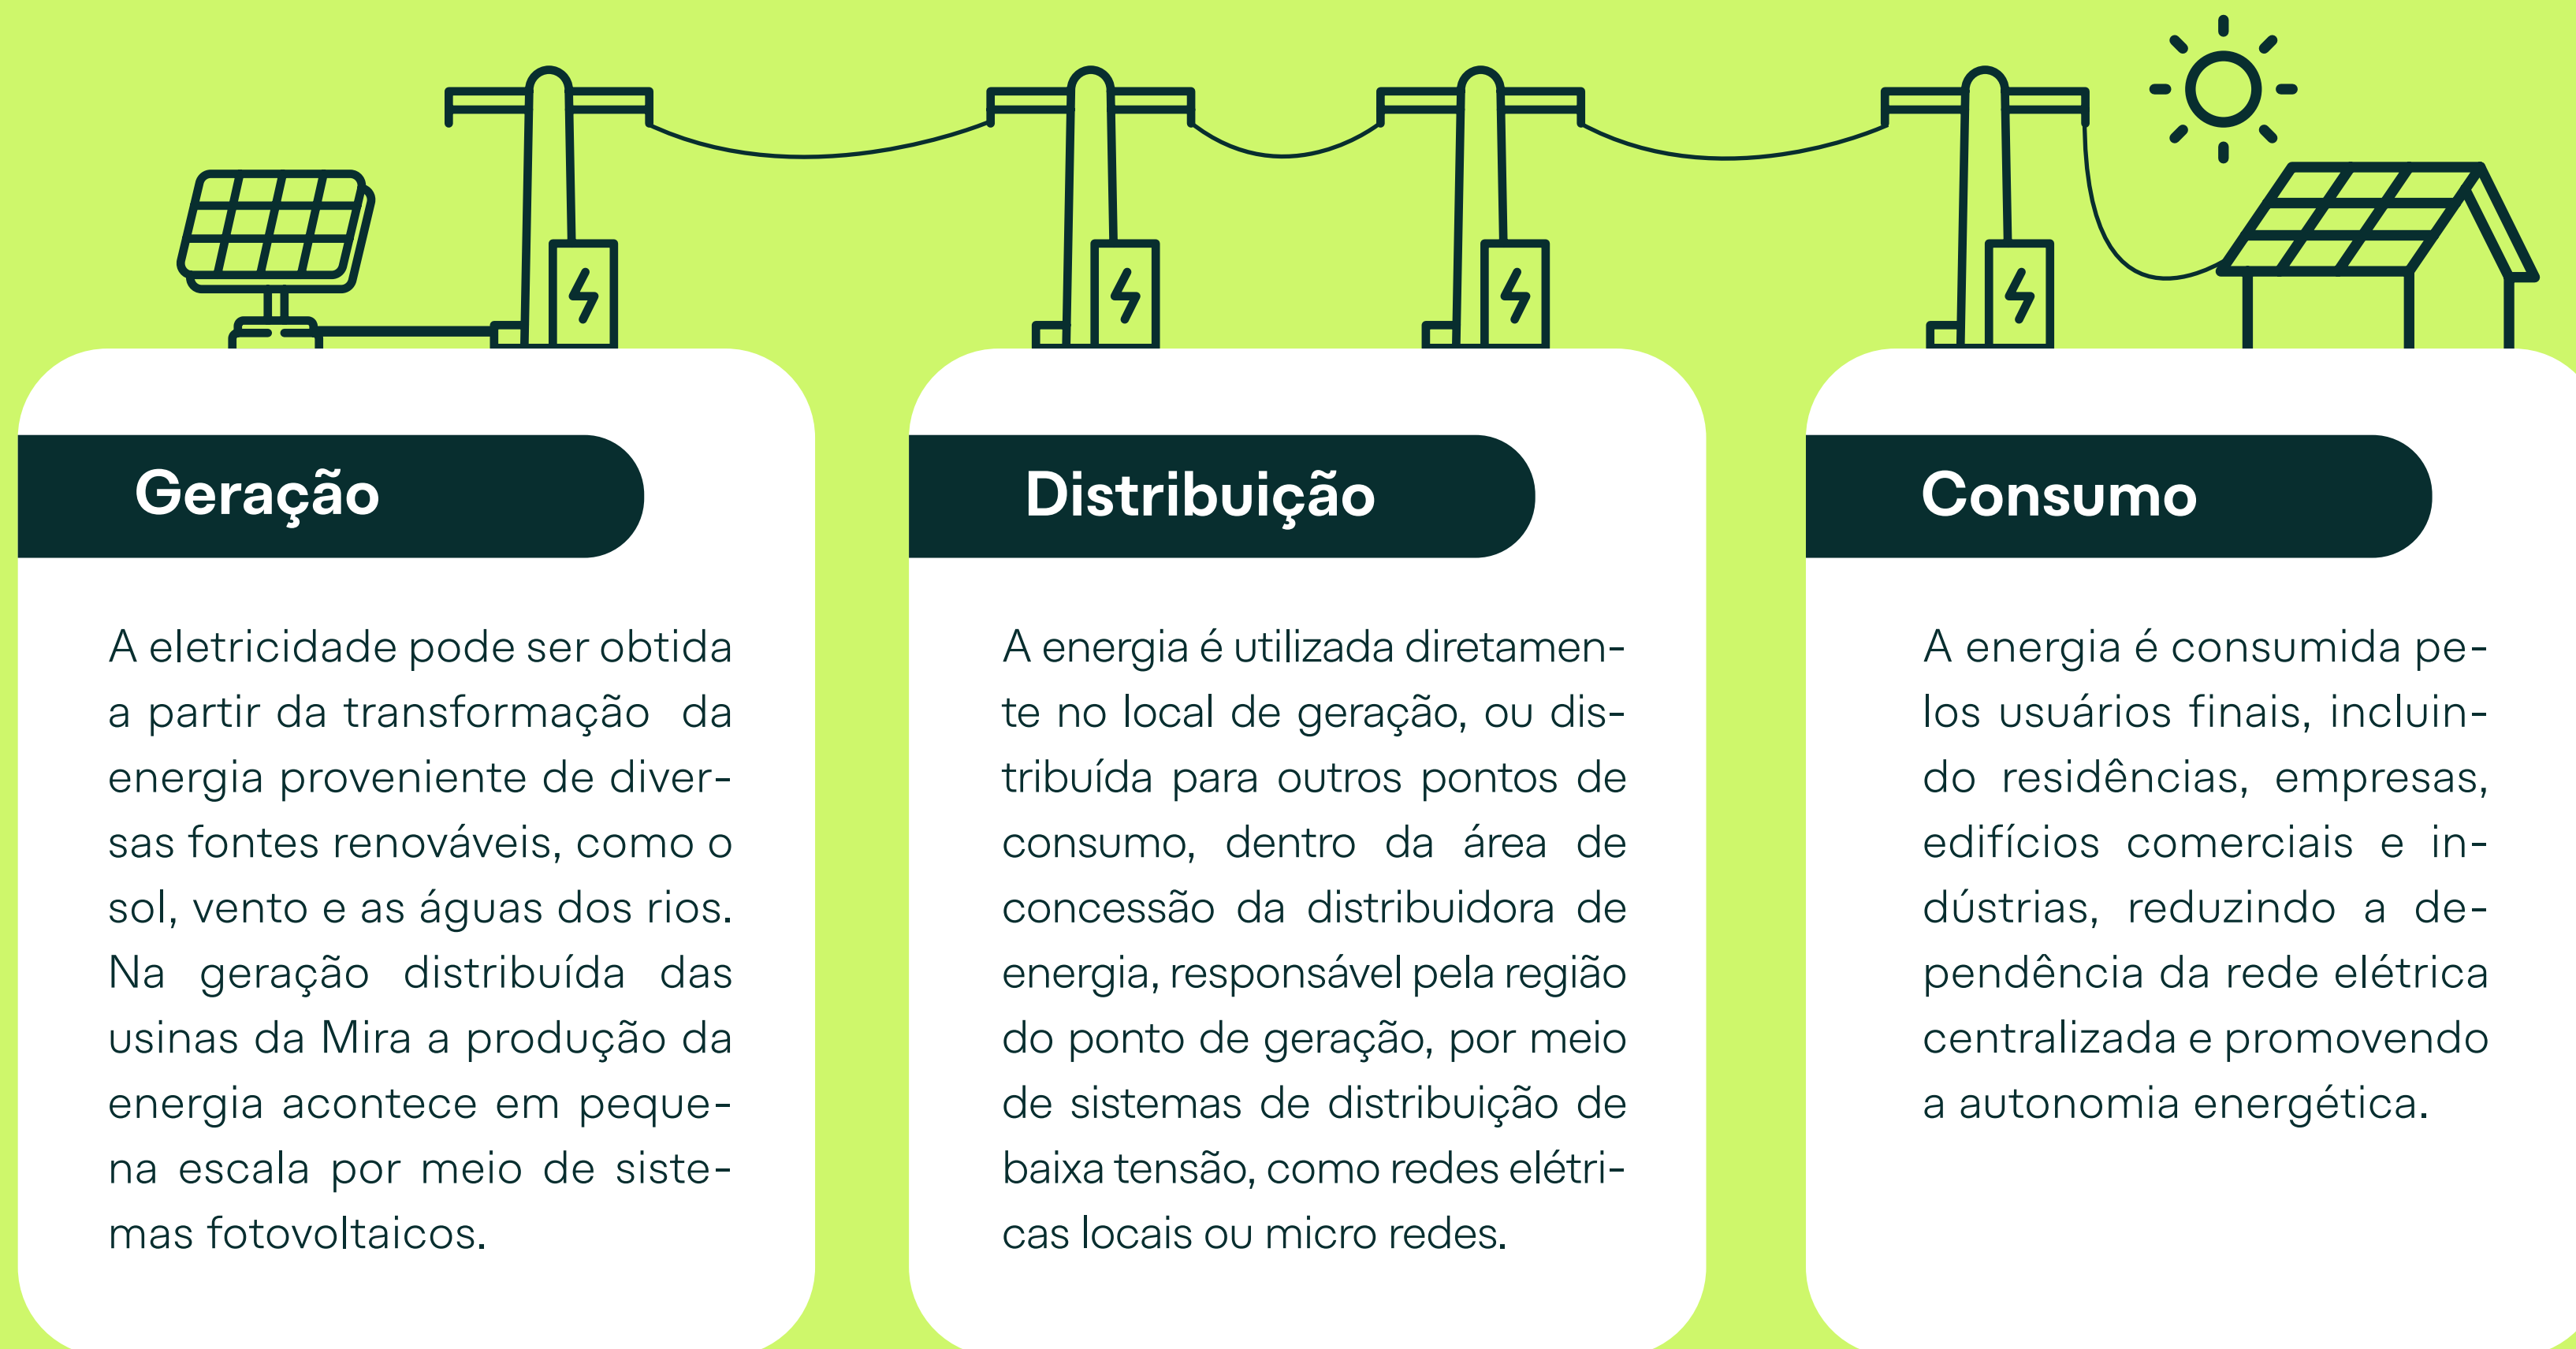 Geração
A eletricidade pode ser obtida
a partir da transformação da
energia proveniente de diver-
sas fontes renováveis, como o
sol, vento e as águas dos rios.
Na geração distribuída das
usinas da Mira a produção da
energia acontece em peque-
na escala por meio de siste-
mas fotovoltaicos.
Distribuição
A energia é utilizada diretamen-
te no local de geração, ou dis-
tribuída para outros pontos de
consumo, dentro da área de
concessão da distribuidora de
energia, responsável pela região
do ponto de geração, por meio
de sistemas de distribuição de
baixa tensão, como redes elétri-
cas locais ou micro redes.
Consumo
A energia é consumida pe-
los usuários finais, incluin-
do residências, empresas,
edifícios comerciais e in-
dústrias, reduzindo a de-
pendência da rede elétrica
centralizada e promovendo
a autonomia energética.